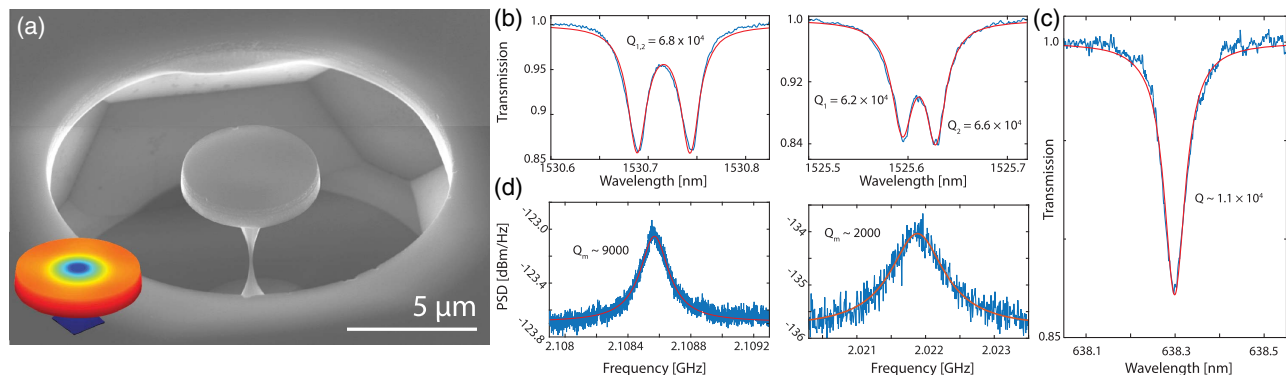 (a)
5 μm
(b)
1.0
0.95
0.9
0.85
Transmission
Q1,2 = 6.8 x 10⁴
1530.6
1530.7
1530.8
Wavelength [nm]
1.0
0.92
0.84
Q1 = 6.2 × 10⁴
Q2 = 6.6 × 10⁴
1525.5
1525.6
1525.7
Wavelength [nm]
(c)
1.0
0.85
Transmission
Q ~ 1.1 × 10⁴
638.1
638.3
638.5
Wavelength [nm]
(d)
-123.0
-123.4
-123.8
PSD [dBm/Hz]
Qm ~ 9000
2.108
2.1084
2.1088
2.1092
Frequency [GHz]
-134
-135
-136
Qm ~ 2000
2.021
2.022
2.023
Frequency [GHz]